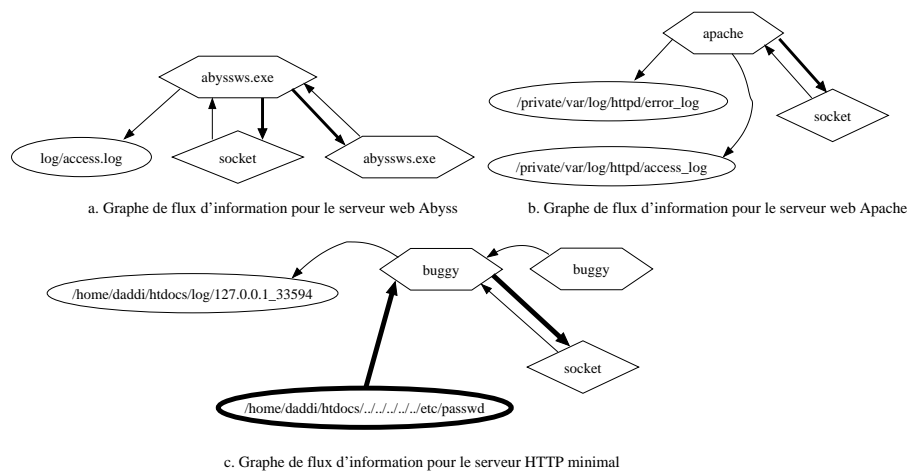 abyssws.exe
log/access.log
socket
abyssws.exe
a. Graphe de flux d'information pour le serveur web Abyss
apache
/private/var/log/httpd/error_log
socket
/private/var/log/httpd/access_log
b. Graphe de flux d'information pour le serveur web Apache
buggy
buggy
/home/daddi/htdocs/log/127.0.0.1_33594
socket
/home/daddi/htdocs/../../../../../etc/passwd
c. Graphe de flux d'information pour le serveur HTTP minimal